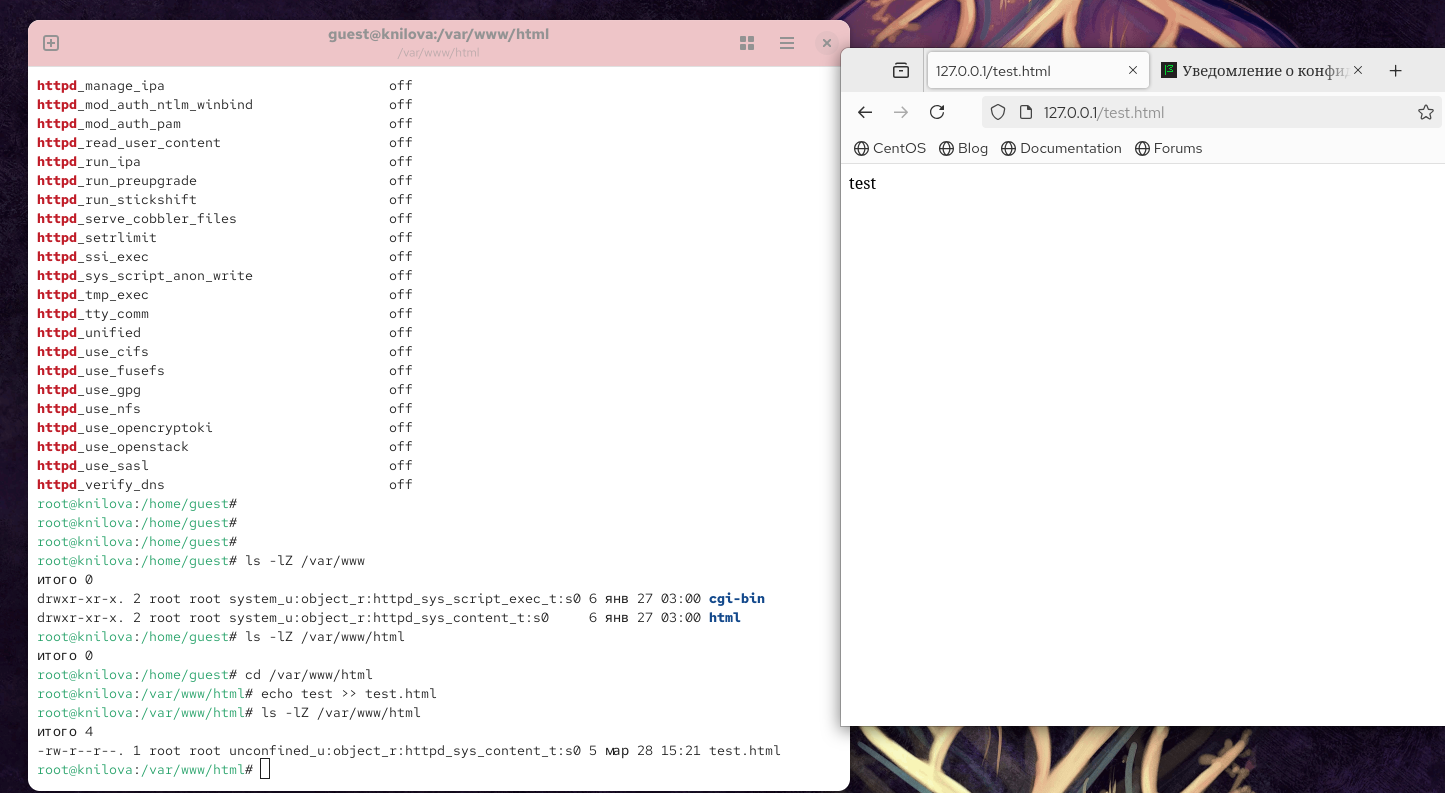 guest@knilova:/var/www/html
/var/www/html
httpd_manage_ipa off
httpd_mod_auth_ntlm_winbind off
httpd_mod_auth_pam off
httpd_read_user_content off
httpd_run_ipa off
httpd_run_preupgrade off
httpd_run_stickshift off
httpd_serve_cobbler_files off
httpd_setrlimit off
httpd_ssi_exec off
httpd_sys_script_anon_write off
httpd_tmp_exec off
httpd_tty_comm off
httpd_unified off
httpd_use_cifs off
httpd_use_fusefs off
httpd_use_gpg off
httpd_use_nfs off
httpd_use_opencryptoki off
httpd_use_openstack off
httpd_use_sasl off
httpd_verify_dns off
root@knilova:/home/guest#
root@knilova:/home/guest#
root@knilova:/home/guest#
root@knilova:/home/guest# ls -lZ /var/www
итого 0
drwxr-xr-x. 2 root root system_u:object_r:httpd_sys_script_exec_t:s0 6 янв 27 03:00 cgi-bin
drwxr-xr-x. 2 root root system_u:object_r:httpd_sys_content_t:s0 6 янв 27 03:00 html
root@knilova:/home/guest# ls -lZ /var/www/html
итого 0
root@knilova:/home/guest# cd /var/www/html
root@knilova:/var/www/html# echo test >> test.html
root@knilova:/var/www/html# ls -lZ /var/www/html
итого 4
-rw-r--r--. 1 root root unconfined_u:object_r:httpd_sys_content_t:s0 5 мар 28 15:21 test.html
root@knilova:/var/www/html#
127.0.0.1/test.html
Уведомление о конфид
127.0.0.1/test.html
CentOS Blog Documentation Forums
test